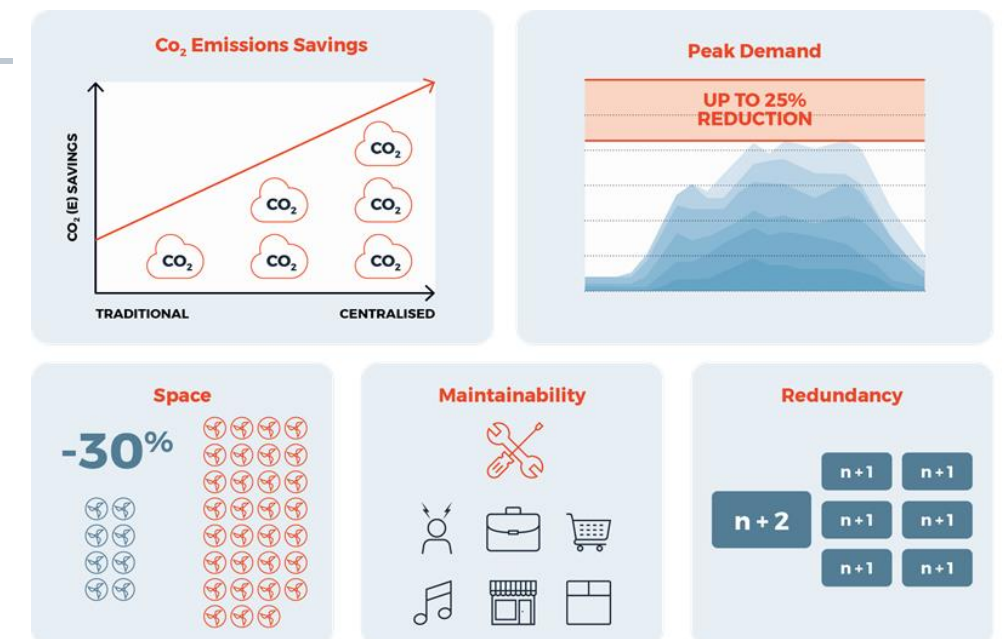 Co₂ Emissions Savings
CO₂ (E) SAVINGS
CO₂
CO₂
CO₂
CO₂
CO₂
CO₂
TRADITIONAL
CENTRALISED
Peak Demand
UP TO 25%
REDUCTION
Space
-30%
Maintainability
Redundancy
n+2
n+1
n+1
n+1
n+1
n+1
n+1